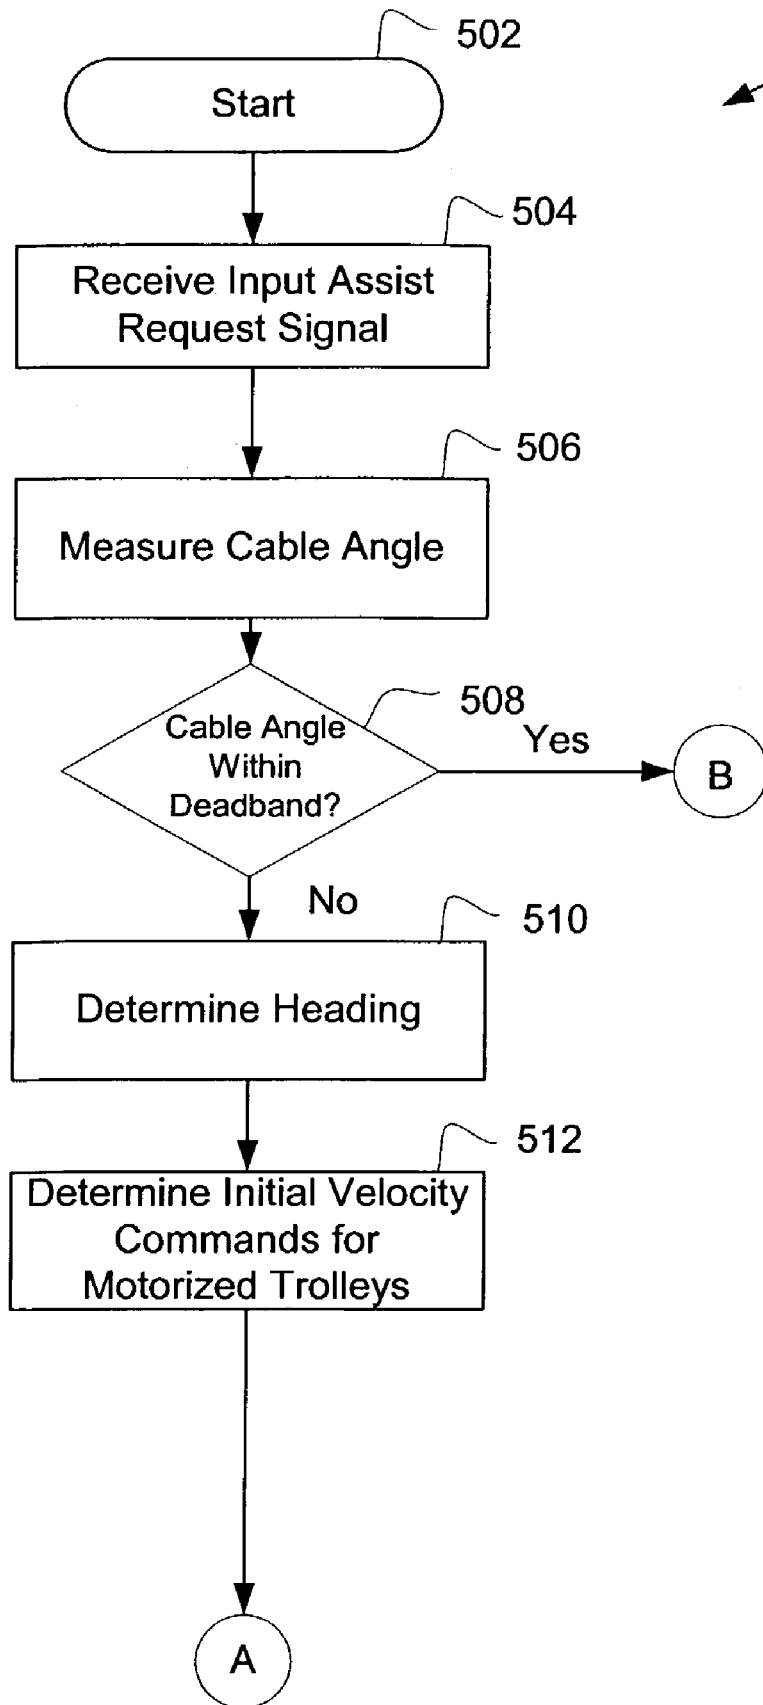 502
Start
504
Receive Input Assist
Request Signal
506
Measure Cable Angle
508
Cable Angle
Within
Deadband?
Yes
B
No
510
Determine Heading
512
Determine Initial Velocity
Commands for
Motorized Trolleys
A